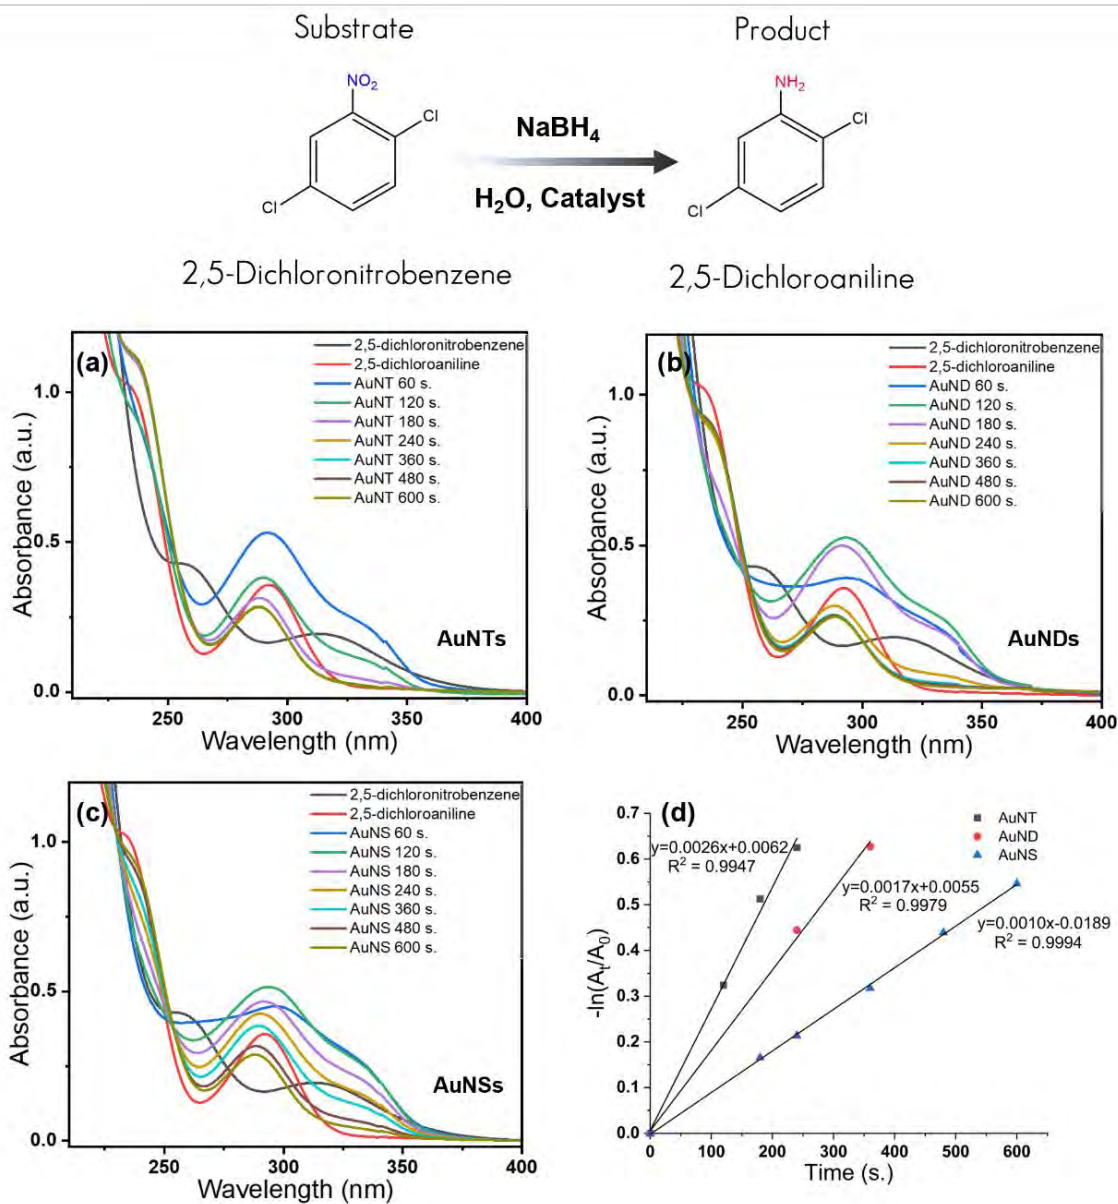 Substrate
Product
NO2
Cl
Cl
NaBH4
H2O, Catalyst
NH2
Cl
Cl
2,5-Dichloronitrobenzene
2,5-Dichloroaniline
(a)
2,5-dichloronitrobenzene
2,5-dichloroaniline
AuNT 60 s.
AuNT 120 s.
AuNT 180 s.
AuNT 240 s.
AuNT 360 s.
AuNT 480 s.
AuNT 600 s.
AuNTs
Absorbance (a.u.)
1.0
0.5
0.0
250 300 350 400
Wavelength (nm)
(b)
2,5-dichloronitrobenzene
2,5-dichloroaniline
AuND 60 s.
AuND 120 s.
AuND 180 s.
AuND 240 s.
AuND 360 s.
AuND 480 s.
AuND 600 s.
AuNDs
Absorbance (a.u.)
1.0
0.5
0.0
250 300 350 400
Wavelength (nm)
(c)
2,5-dichloronitrobenzene
2,5-dichloroaniline
AuNS 60 s.
AuNS 120 s.
AuNS 180 s.
AuNS 240 s.
AuNS 360 s.
AuNS 480 s.
AuNS 600 s.
AuNSs
Absorbance (a.u.)
1.0
0.5
0.0
250 300 350 400
Wavelength (nm)
(d)
AuNT
AuND
AuNS
y=0.0026x+0.0062
R2 = 0.9947
y=0.0017x+0.0055
R2 = 0.9979
y=0.0010x-0.0189
R2 = 0.9994
-ln(At/A0)
0.7
0.6
0.5
0.4
0.3
0.2
0.1
0.0
0 100 200 300 400 500 600
Time (s.)